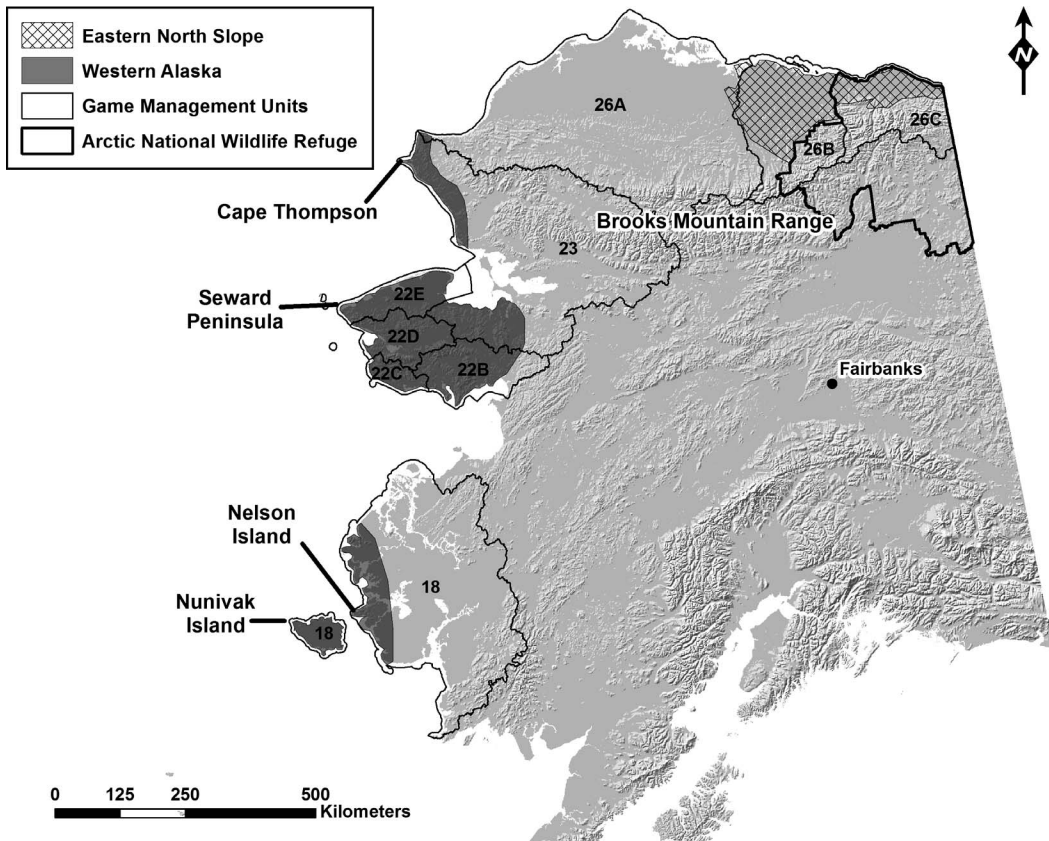 Eastern North Slope
Western Alaska
Game Management Units
Arctic National Wildlife Refuge
N
26A
26B
26C
Cape Thompson
Brooks Mountain Range
23
Seward
Peninsula
22E
22D
22C
22B
Fairbanks
Nelson
Island
18
Nunivak
Island
18
0 125 250 500
Kilometers